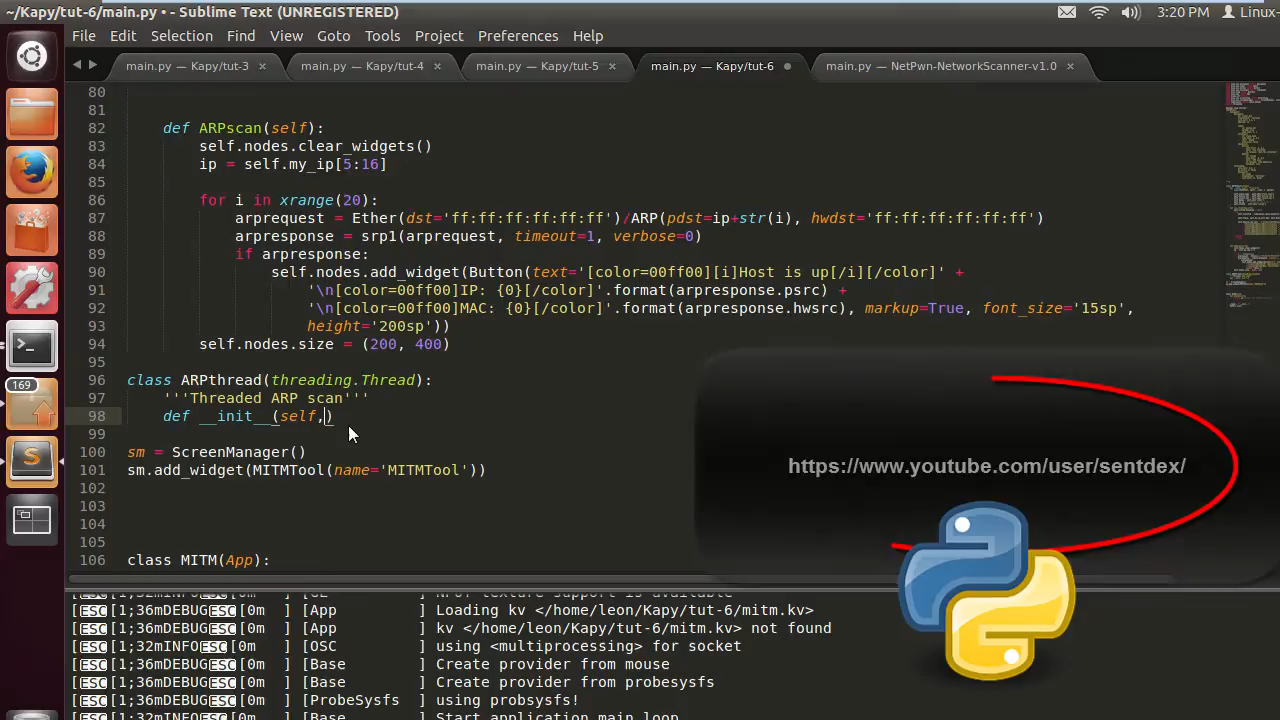 ~/Kapy/tut-6/main.py • - Sublime Text (UNREGISTERED)
3:20 PM Linux-
File Edit Selection Find View Goto Tools Project Preferences Help
main.py — Kapy/tut-3 × main.py — Kapy/tut-4 × main.py — Kapy/tut-5 × main.py — Kapy/tut-6 main.py — NetPwn-NetworkScanner-v1.0 ×
80
81
82 def ARPscan(self):
83 self.nodes.clear_widgets()
84 ip = self.my_ip[5:16]
85
86 for i in xrange(20):
87 arprequest = Ether(dst='ff:ff:ff:ff:ff:ff')/ARP(pdst=ip+str(i), hwdst='ff:ff:ff:ff:ff:ff')
88 arpresponse = srp1(arprequest, timeout=1, verbose=0)
89 if arpresponse:
90 self.nodes.add_widget(Button(text='[color=00ff00][i]Host is up[/i][/color]' +
91 '\n[color=00ff00]IP: {0}[/color]'.format(arpresponse.psrc) +
92 '\n[color=00ff00]MAC: {0}[/color]'.format(arpresponse.hwsrc), markup=True, font_size='15sp',
93 height='200sp'))
94 self.nodes.size = (200, 400)
95
96 class ARPthread(threading.Thread):
97 '''Threaded ARP scan'''
98 def __init__(self,)
99
100 sm = ScreenManager()
101 sm.add_widget(MITMTool(name='MITMTool'))
102
103
104
105
106 class MITM(App):
https://www.youtube.com/user/sentdex/
169
[ESC[1;36mDEBUGESC[0m ] [App ] Loading kv </home/leon/Kapy/tut-6/mitm.kv>
[ESC[1;36mDEBUGESC[0m ] [App ] kv </home/leon/Kapy/tut-6/mitm.kv> not found
[ESC[1;32mINFOESC[0m ] [OSC ] using <multiprocessing> for socket
[ESC[1;36mDEBUGESC[0m ] [Base ] Create provider from mouse
[ESC[1;36mDEBUGESC[0m ] [Base ] Create provider from probesysfs
[ESC[1;36mDEBUGESC[0m ] [ProbeSysfs ] using probsysfs!
[ESC[1;32mINFOESC[0m ] [Base ] Start application main loop